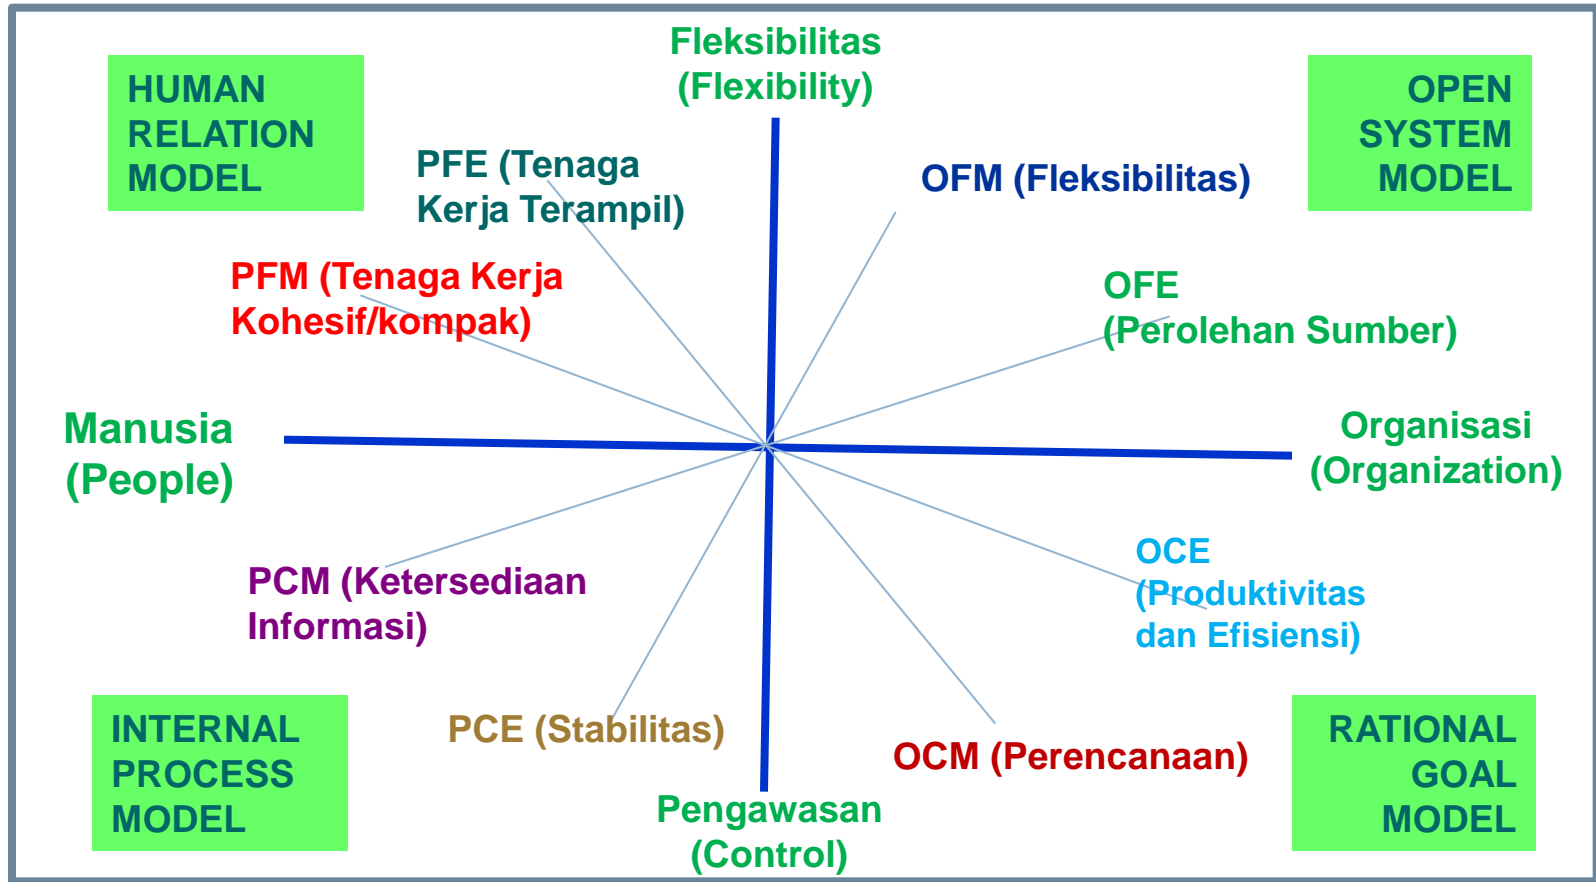 Fleksibilitas
(Flexibility)
HUMAN
RELATION
MODEL
OPEN
SYSTEM
MODEL
PFE (Tenaga
Kerja Terampil)
OFM (Fleksibilitas)
PFM (Tenaga Kerja
Kohesif/kompak)
OFE
(Perolehan Sumber)
Manusia
(People)
Organisasi
(Organization)
PCM (Ketersediaan
Informasi)
OCE
(Produktivitas
dan Efisiensi)
INTERNAL
PROCESS
MODEL
PCE (Stabilitas)
OCM (Perencanaan)
RATIONAL
GOAL
MODEL
Pengawasan
(Control)